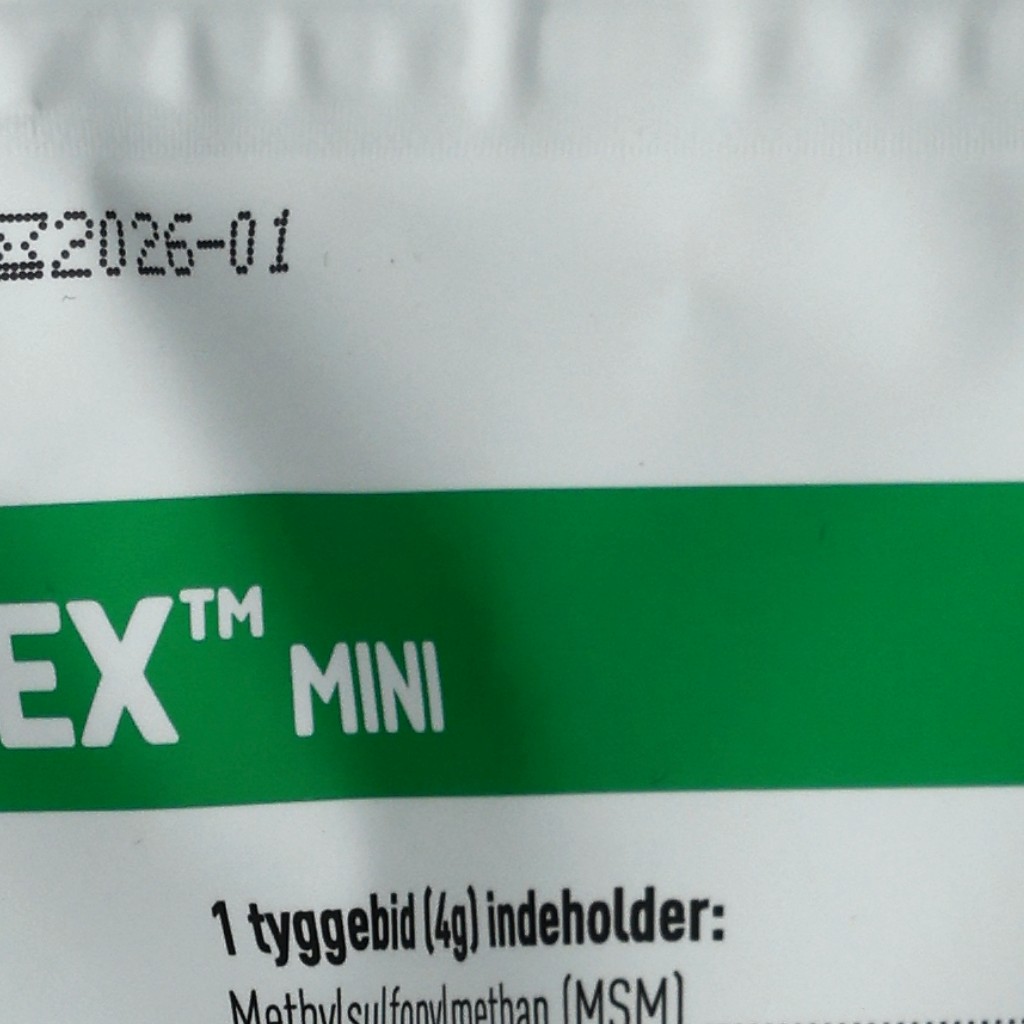 ⌛2026-01
EX™ MINI
1 tyggebid (4g) indeholder:
Methylsulfonylmethan (MSM)